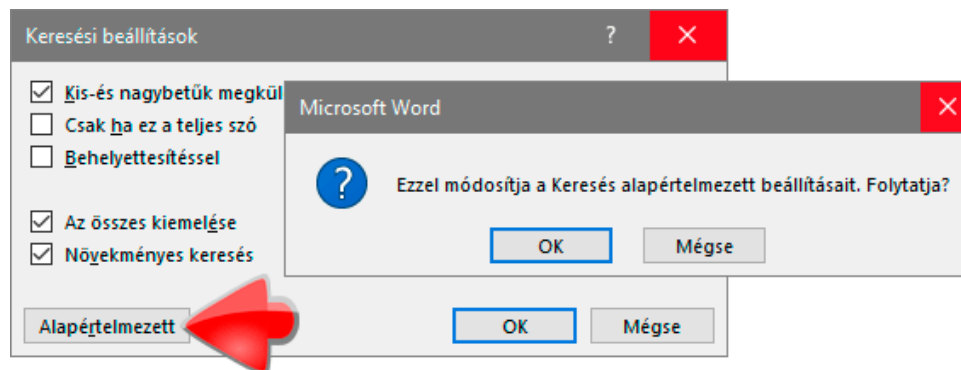 Keresési beállítások
?
Kis-és nagybetűk megkül
Csak ha ez a teljes szó
Behelyettesítéssel
Az összes kiemelése
Növekményes keresés
Alapértelmezett
OK
Mégse
Microsoft Word
?
Ezzel módosítja a Keresés alapértelmezett beállításait. Folytatja?
OK
Mégse